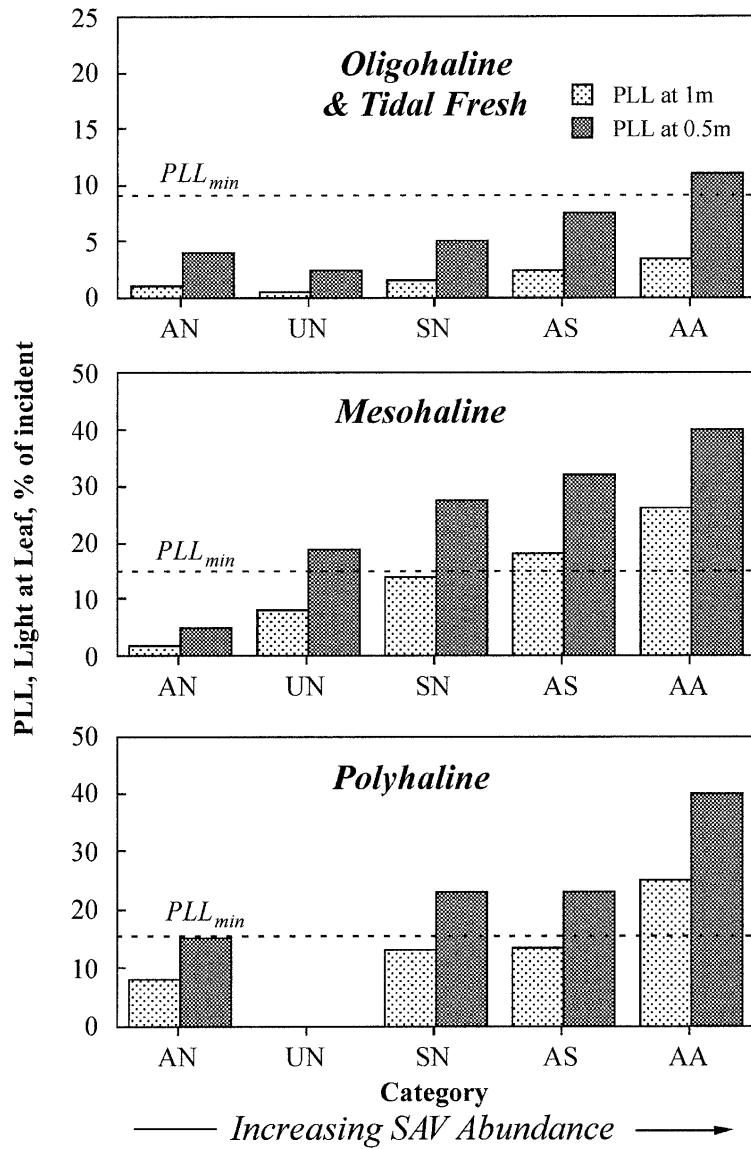 PLL, Light at Leaf, % of incident
Oligohaline
& Tidal Fresh
PLL at 1m
PLL at 0.5m
PLLmin
25
20
15
10
5
0
AN UN SN AS AA
Mesohaline
PLLmin
50
40
30
20
10
0
AN UN SN AS AA
Polyhaline
PLLmin
50
40
30
20
10
0
AN UN SN AS AA
Category
Increasing SAV Abundance